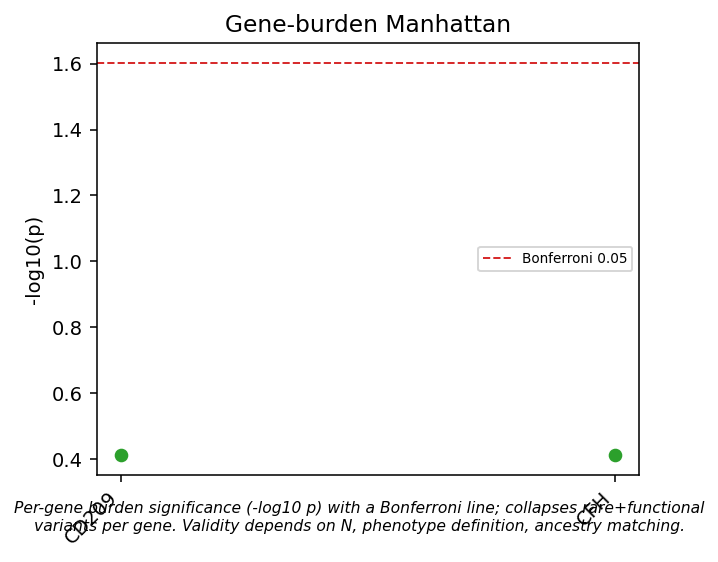 Gene-burden Manhattan
1.6
1.4
1.2
1.0
0.8
0.6
0.4
-log10(p)
Bonferroni 0.05
CD209
CFH
Per-gene burden significance (-log10 p) with a Bonferroni line; collapses rare+functional
variants per gene. Validity depends on N, phenotype definition, ancestry matching.